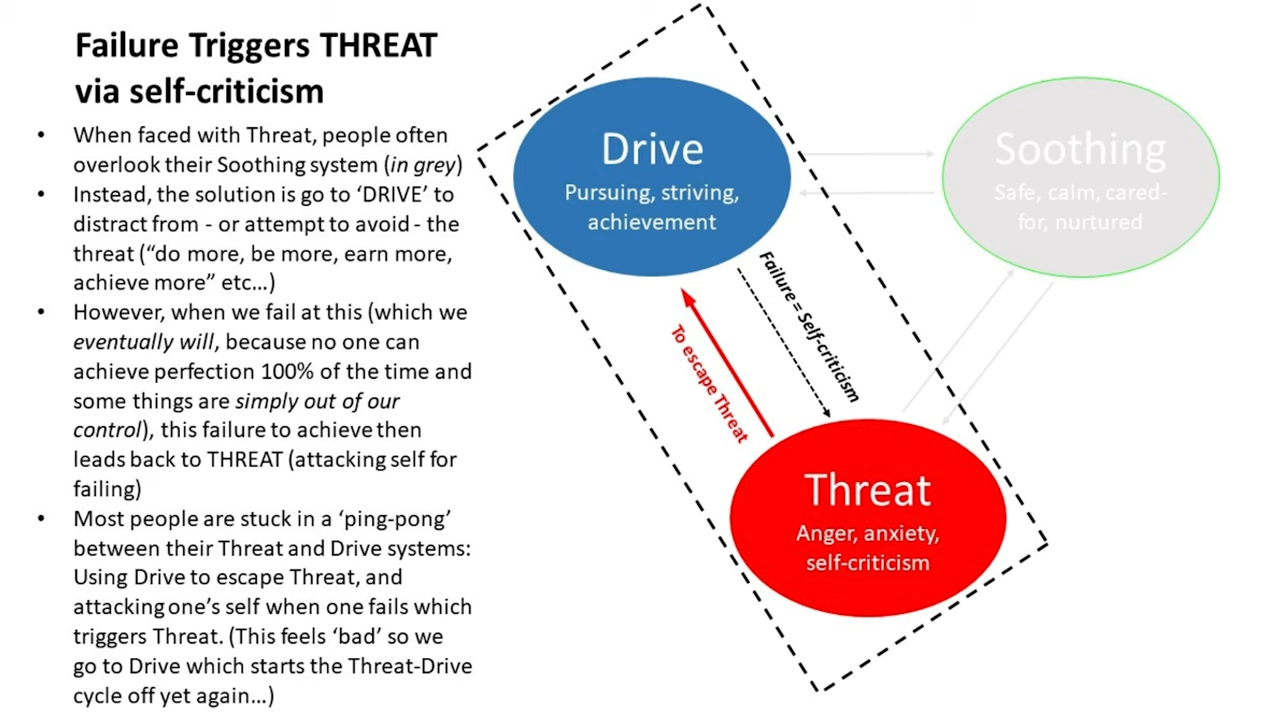 Failure Triggers THREAT
via self-criticism
• When faced with Threat, people often
overlook their Soothing system (in grey)
• Instead, the solution is go to ‘DRIVE’ to
distract from - or attempt to avoid - the
threat (“do more, be more, earn more,
achieve more” etc…)
• However, when we fail at this (which we
eventually will, because no one can
achieve perfection 100% of the time and
some things are simply out of our
control), this failure to achieve then
leads back to THREAT (attacking self for
failing)
• Most people are stuck in a ‘ping-pong’
between their Threat and Drive systems:
Using Drive to escape Threat, and
attacking one’s self when one fails which
triggers Threat. (This feels ‘bad’ so we
go to Drive which starts the Threat-Drive
cycle off yet again…)
Drive
Pursuing, striving,
achievement
Soothing
Safe, calm, cared-
for, nurtured
Failure = Self-criticism
To escape Threat
Threat
Anger, anxiety,
self-criticism